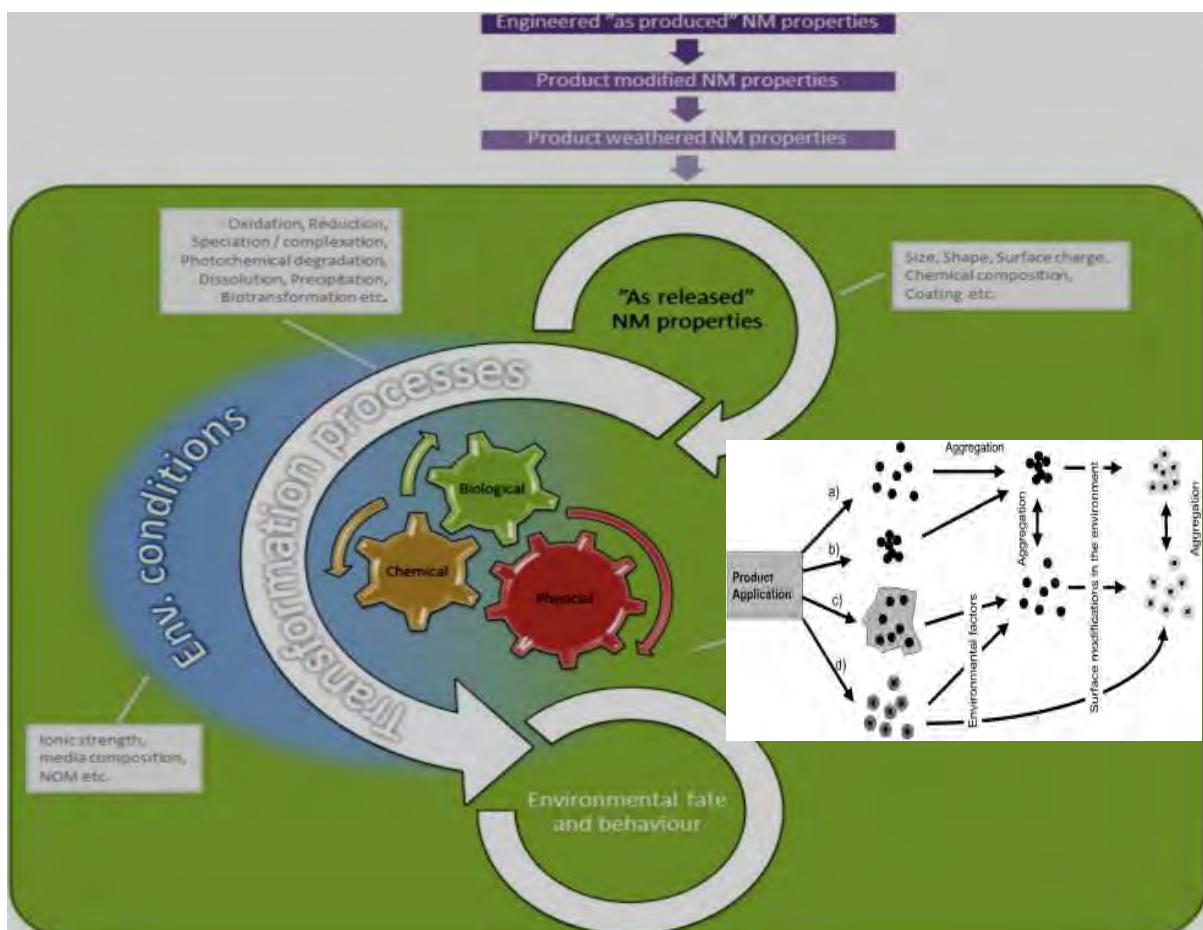 Engineered "as produced" NM properties
Product modified NM properties
Product weathered NM properties
Oxidation, Reduction,
Speciation / complexation,
Photochemical degradation,
Dissolution, Precipitation,
Biotransformation etc.
"As released"
NM properties
Size, Shape, Surface charge,
Chemical composition,
Coating etc.
Transformation processes
Env. conditions
Biological
Chemical
Phisicial
Ionic strength,
media composition,
NOM etc.
Environmental fate
and behaviour
Aggregation
a)
b)
Product
Application
c)
d)
Environmental factors
Aggregation
Surface modifications in the environment
Aggregation